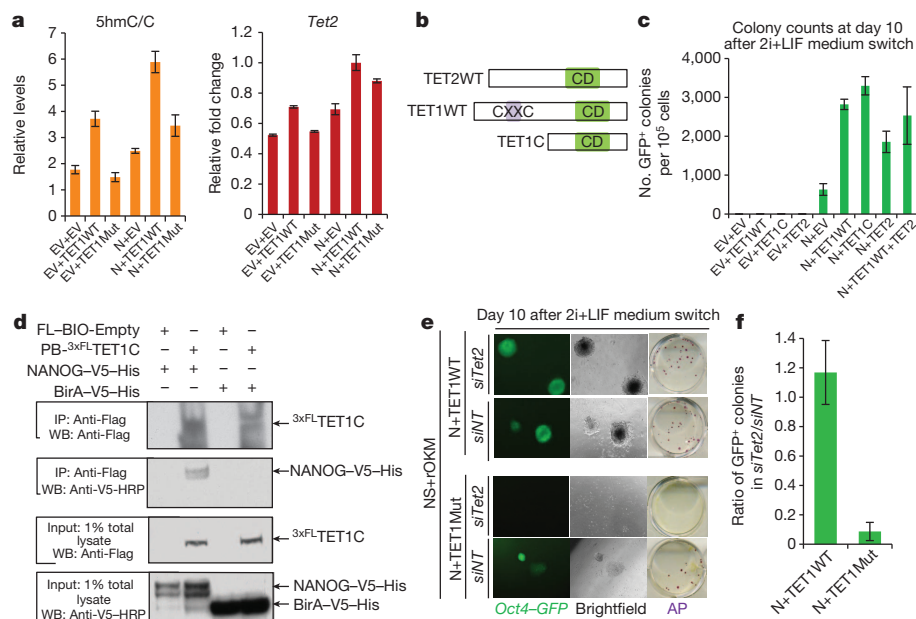 a
5hmC/C
Relative levels
7
6
5
4
3
2
1
0
EV+EV
EV+TET1WT
EV+TET1Mut
N+EV
N+TET1WT
N+TET1Mut
Tet2
Relative fold change
1.2
1.0
0.8
0.6
0.4
0.2
0
EV+EV
EV+TET1WT
EV+TET1Mut
N+EV
N+TET1WT
N+TET1Mut
b
TET2WT
CD
TET1WT
CXXC
CD
TET1C
CD
c
Colony counts at day 10
after 2i+LIF medium switch
No. GFP+ colonies
per 10^5 cells
4,000
3,000
2,000
1,000
0
EV+EV
EV+TET1WT
EV+TET1C
EV+TET2
N+EV
N+TET1WT
N+TET1C
N+TET2
N+TET1WT+TET2
d
FL–BIO-Empty + – + –
PB-3xFLTET1C – + – +
NANOG–V5–His + + – –
BirA–V5–His – – + +
IP: Anti-Flag
WB: Anti-Flag
3xFLTET1C
IP: Anti-Flag
WB: Anti-V5-HRP
NANOG–V5–His
Input: 1% total
lysate
WB: Anti-Flag
3xFLTET1C
Input: 1% total
lysate
WB: Anti-V5-HRP
NANOG–V5-His
BirA–V5–His
e
Day 10 after 2i+LIF medium switch
NS+rOKM
N+TET1WT
siTet2
siNT
N+TET1Mut
siTet2
siNT
Oct4–GFP
Brightfield
AP
f
Ratio of GFP+ colonies
in siTet2/siNT
1.4
1.2
1.0
0.8
0.6
0.4
0.2
0
N+TET1WT
N+TET1Mut